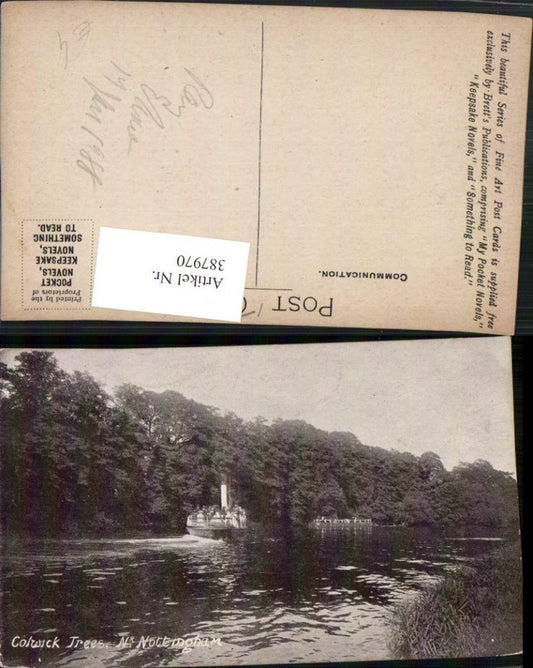 This beautiful Series of Fine Art Post Cards is supplied free
exclusively by Brett's Publications, comprising "My Pocket Novels,"
"Keepsake Novels," and "Something to Read."
COMMUNICATION.
POST
Artikel Nr.
387970
Printed by the
Proprietors of
POCKET
NOVELS,
KEEPSAKE
NOVELS,
SOMETHING
TO READ.
Colwick Trees. Nr Nottingham